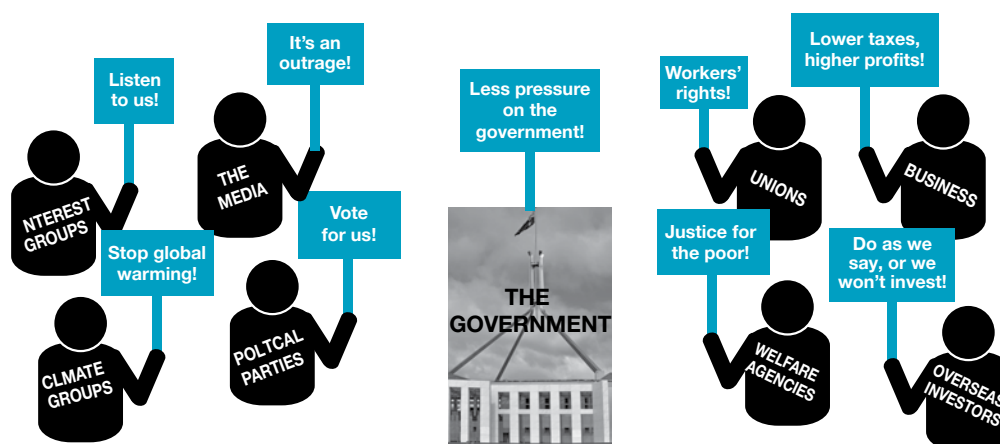 Listen
to us!
NTEREST
GROUPS
It's an
outrage!
THE
MEDIA
Stop global
warming!
CLMATE
GROUPS
Vote
for us!
POLTCAL
PARTIES
Less pressure
on the
government!
THE
GOVERNMENT
Workers'
rights!
UNIONS
Lower taxes,
higher profits!
BUSINESS
Justice for
the poor!
WELFARE
AGENCIES
Do as we
say, or we
won't invest!
OVERSEAS
INVESTORS